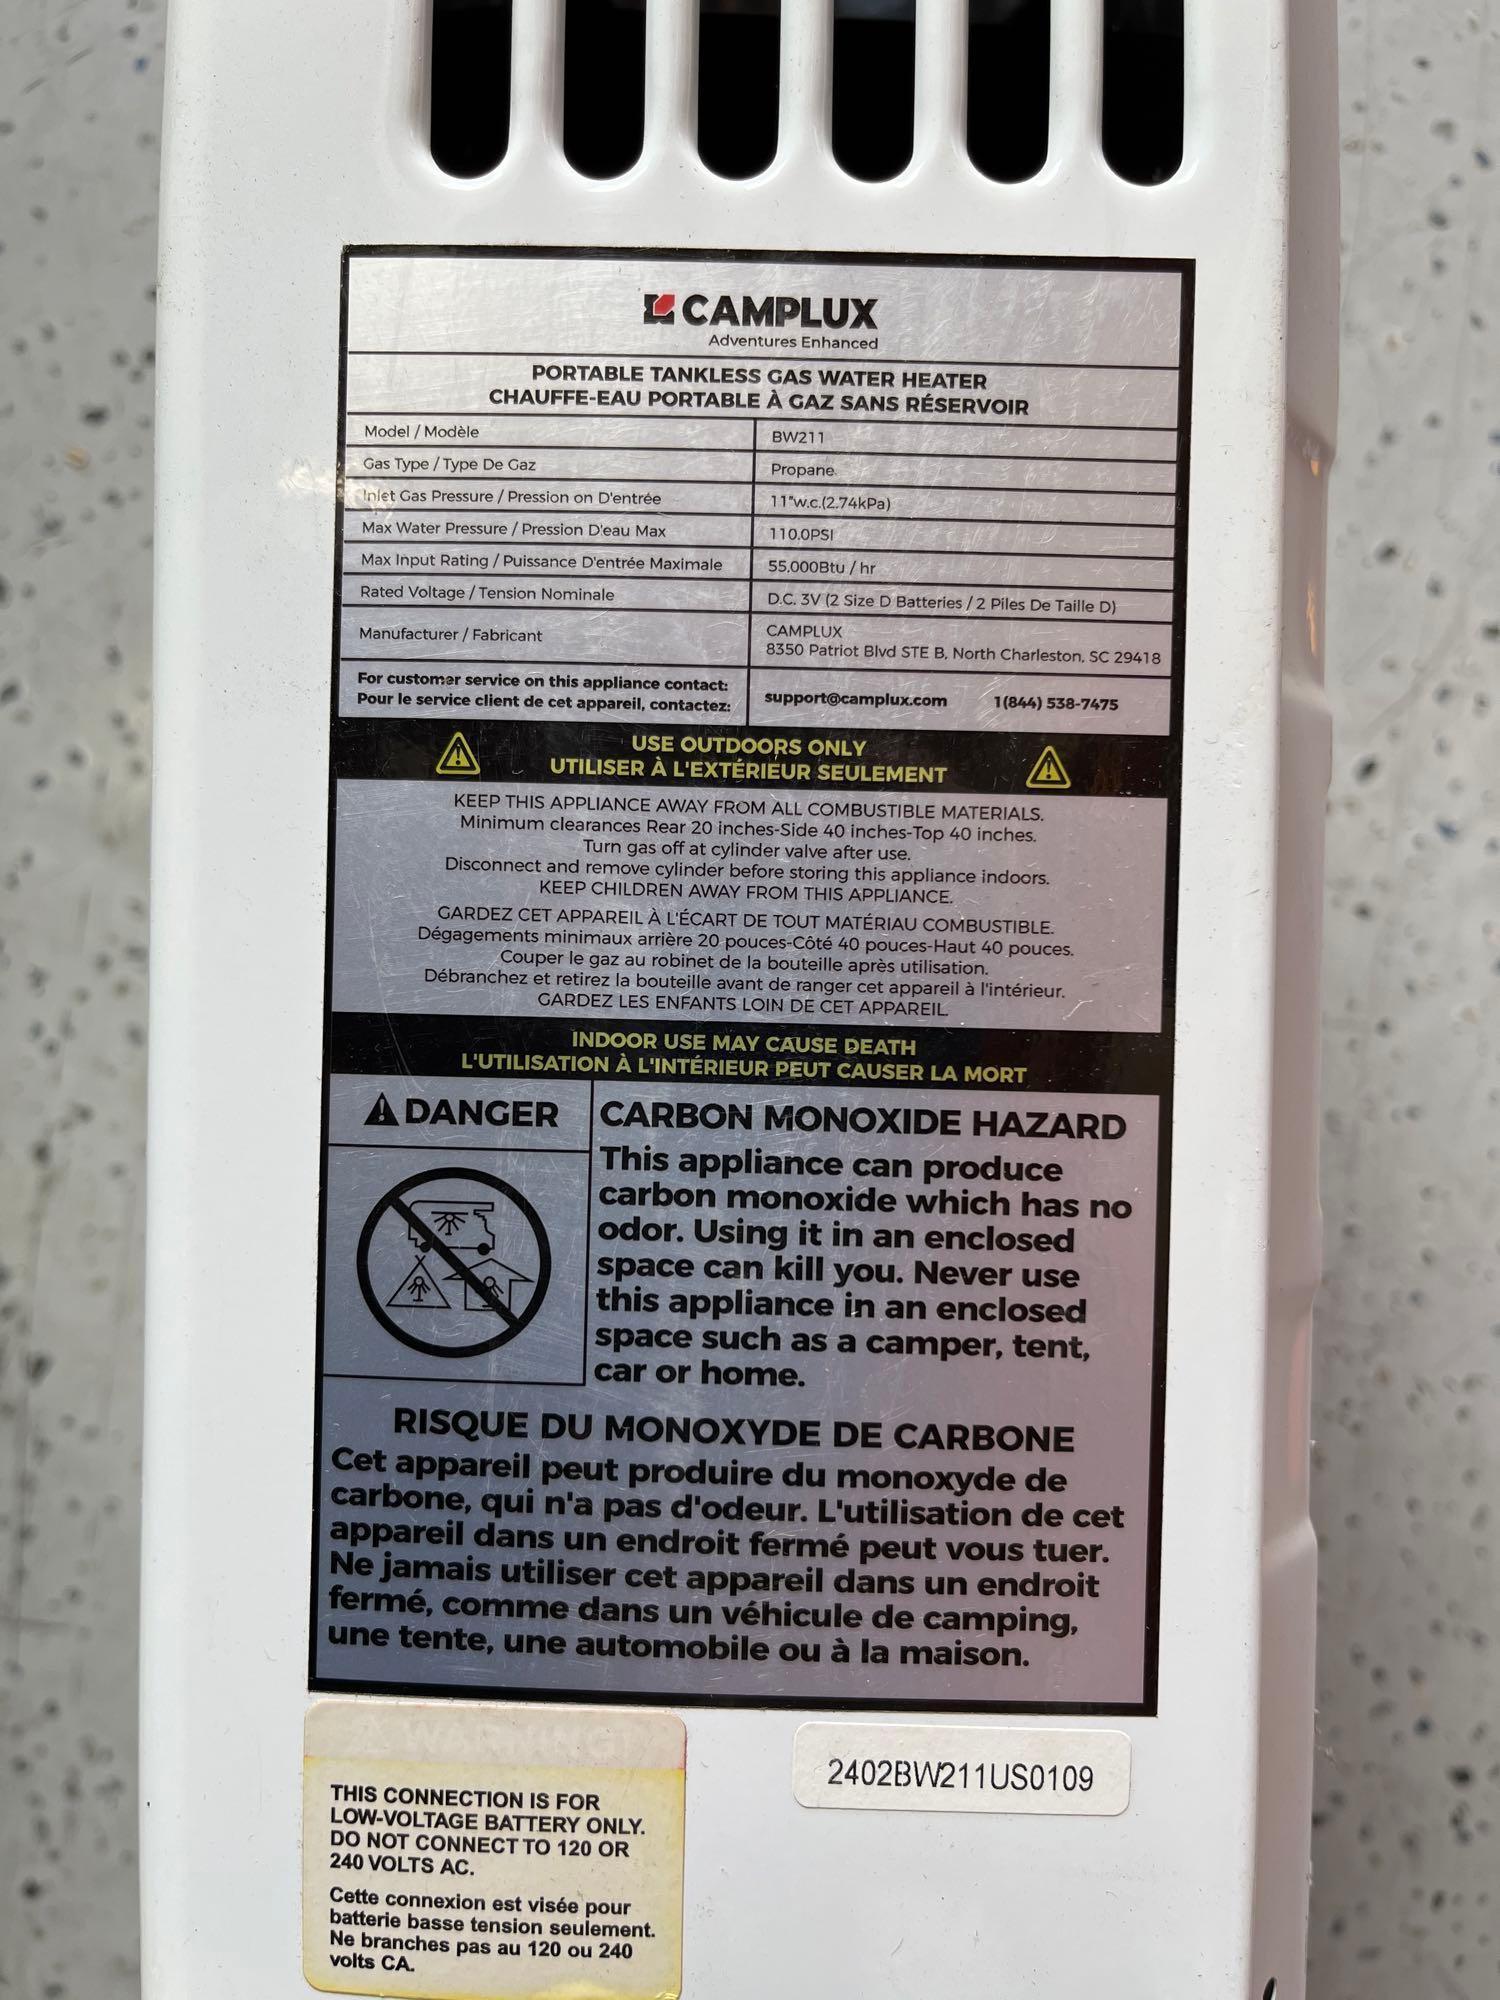 CAMPLUX
Adventures Enhanced
PORTABLE TANKLESS GAS WATER HEATER
CHAUFFE-EAU PORTABLE À GAZ SANS RÉSERVOIR
Model / Modèle BW211
Gas Type / Type De Gaz Propane
Inlet Gas Pressure / Pression on D'entrée 11"w.c.(2.74kPa)
Max Water Pressure / Pression D'eau Max 110.0PSI
Max Input Rating / Puissance D'entrée Maximale 55,000Btu / hr
Rated Voltage / Tension Nominale D.C. 3V (2 Size D Batteries / 2 Piles De Taille D)
Manufacturer / Fabricant CAMPLUX
8350 Patriot Blvd STE B, North Charleston, SC 29418
For customer service on this appliance contact:
Pour le service client de cet appareil, contactez:
support@camplux.com 1(844) 538-7475
USE OUTDOORS ONLY
UTILISER À L'EXTÉRIEUR SEULEMENT
KEEP THIS APPLIANCE AWAY FROM ALL COMBUSTIBLE MATERIALS.
Minimum clearances Rear 20 inches-Side 40 inches-Top 40 inches.
Turn gas off at cylinder valve after use.
Disconnect and remove cylinder before storing this appliance indoors.
KEEP CHILDREN AWAY FROM THIS APPLIANCE.
GARDEZ CET APPAREIL À L'ÉCART DE TOUT MATÉRIAU COMBUSTIBLE.
Dégagements minimaux arrière 20 pouces-Côté 40 pouces-Haut 40 pouces.
Couper le gaz au robinet de la bouteille après utilisation.
Débranchez et retirez la bouteille avant de ranger cet appareil à l'intérieur.
GARDEZ LES ENFANTS LOIN DE CET APPAREIL.
INDOOR USE MAY CAUSE DEATH
L'UTILISATION À L'INTÉRIEUR PEUT CAUSER LA MORT
DANGER
CARBON MONOXIDE HAZARD
This appliance can produce
carbon monoxide which has no
odor. Using it in an enclosed
space can kill you. Never use
this appliance in an enclosed
space such as a camper, tent,
car or home.
RISQUE DU MONOXYDE DE CARBONE
Cet appareil peut produire du monoxyde de
carbone, qui n'a pas d'odeur. L'utilisation de cet
appareil dans un endroit fermé peut vous tuer.
Ne jamais utiliser cet appareil dans un endroit
fermé, comme dans un véhicule de camping,
une tente, une automobile ou à la maison.
WARNING!
THIS CONNECTION IS FOR
LOW-VOLTAGE BATTERY ONLY.
DO NOT CONNECT TO 120 OR
240 VOLTS AC.
Cette connexion est visée pour
batterie basse tension seulement.
Ne branches pas au 120 ou 240
volts CA.
2402BW211US0109